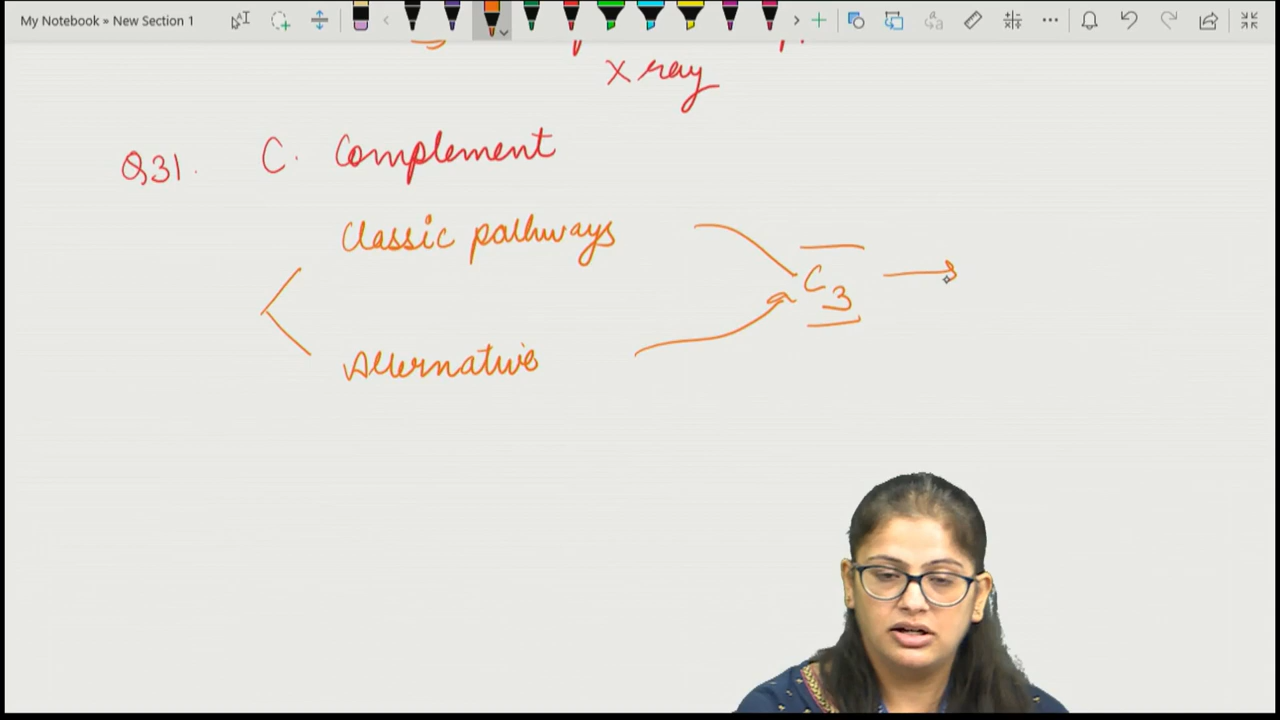 My Notebook » New Section 1
X ray
Q31. C. Complement
Classic pathways
C3
Alternative